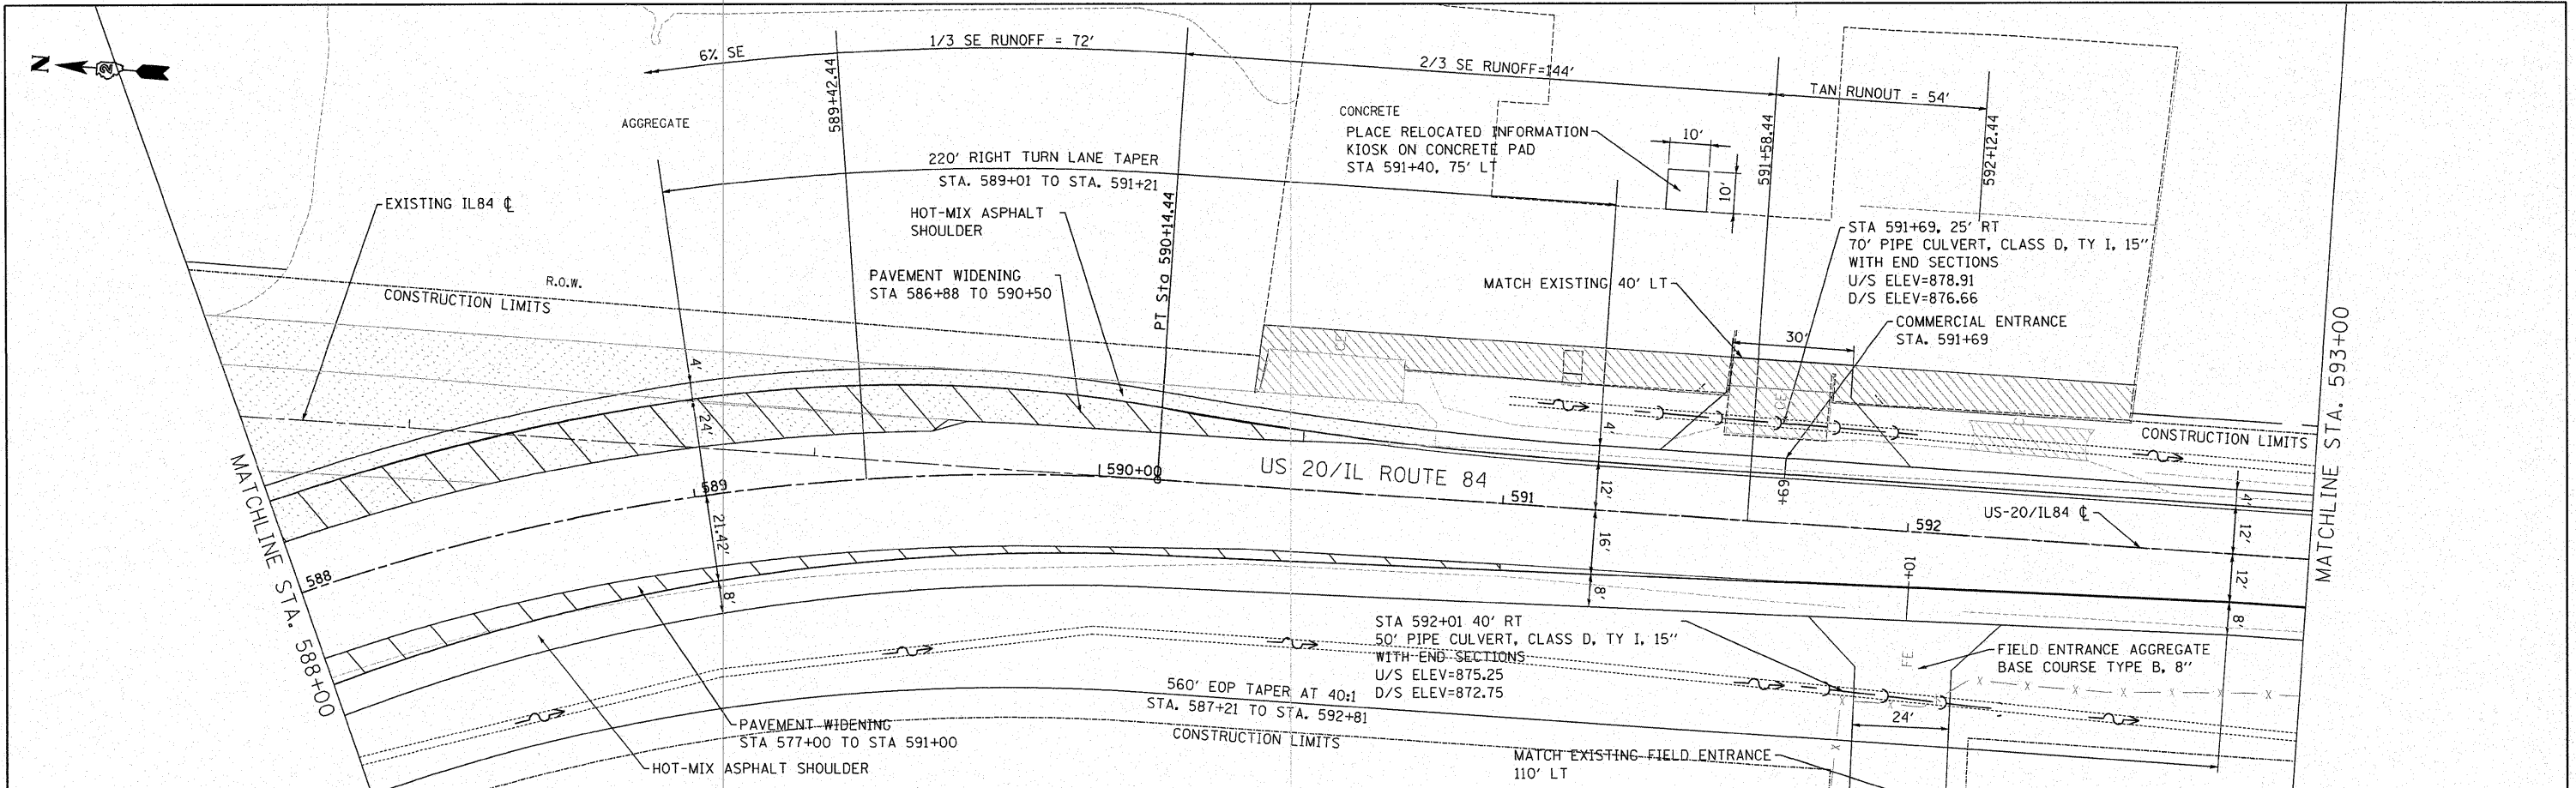 N
6% SE
1/3 SE RUNOFF = 72'
2/3 SE RUNOFF=144'
TAN RUNOUT = 54'
589+42.44
PT Sta 590+14.44
591+58.44
592+12.44
AGGREGATE
CONCRETE
PLACE RELOCATED INFORMATION
KIOSK ON CONCRETE PAD
STA 591+40, 75' LT
10'
10'
220' RIGHT TURN LANE TAPER
STA. 589+01 TO STA. 591+21
EXISTING IL84 ℄
HOT-MIX ASPHALT
SHOULDER
PAVEMENT WIDENING
STA 586+88 TO 590+50
R.O.W.
CONSTRUCTION LIMITS
MATCH EXISTING 40' LT
30'
STA 591+69, 25' RT
70' PIPE CULVERT, CLASS D, TY I, 15"
WITH END SECTIONS
U/S ELEV=878.91
D/S ELEV=876.66
COMMERCIAL ENTRANCE
STA. 591+69
CE
CE
CONSTRUCTION LIMITS
MATCHLINE STA. 588+00
MATCHLINE STA. 593+00
4'
24'
21.42'
8'
4'
12'
16'
8'
4'
12'
12'
8'
588
589
590+00
591
592
US 20/IL ROUTE 84
+69
+01
US-20/IL84 ℄
STA 592+01 40' RT
50' PIPE CULVERT, CLASS D, TY I, 15"
WITH END SECTIONS
U/S ELEV=875.25
D/S ELEV=872.75
FE
FIELD ENTRANCE AGGREGATE
BASE COURSE TYPE B, 8"
24'
560' EOP TAPER AT 40:1
STA. 587+21 TO STA. 592+81
CONSTRUCTION LIMITS
PAVEMENT WIDENING
STA 577+00 TO STA 591+00
HOT-MIX ASPHALT SHOULDER
MATCH EXISTING FIELD ENTRANCE
110' LT